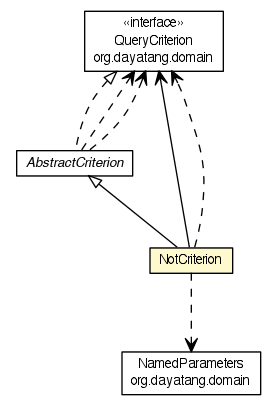 «interface»
QueryCriterion
org.dayatang.domain
AbstractCriterion
NotCriterion
NamedParameters
org.dayatang.domain